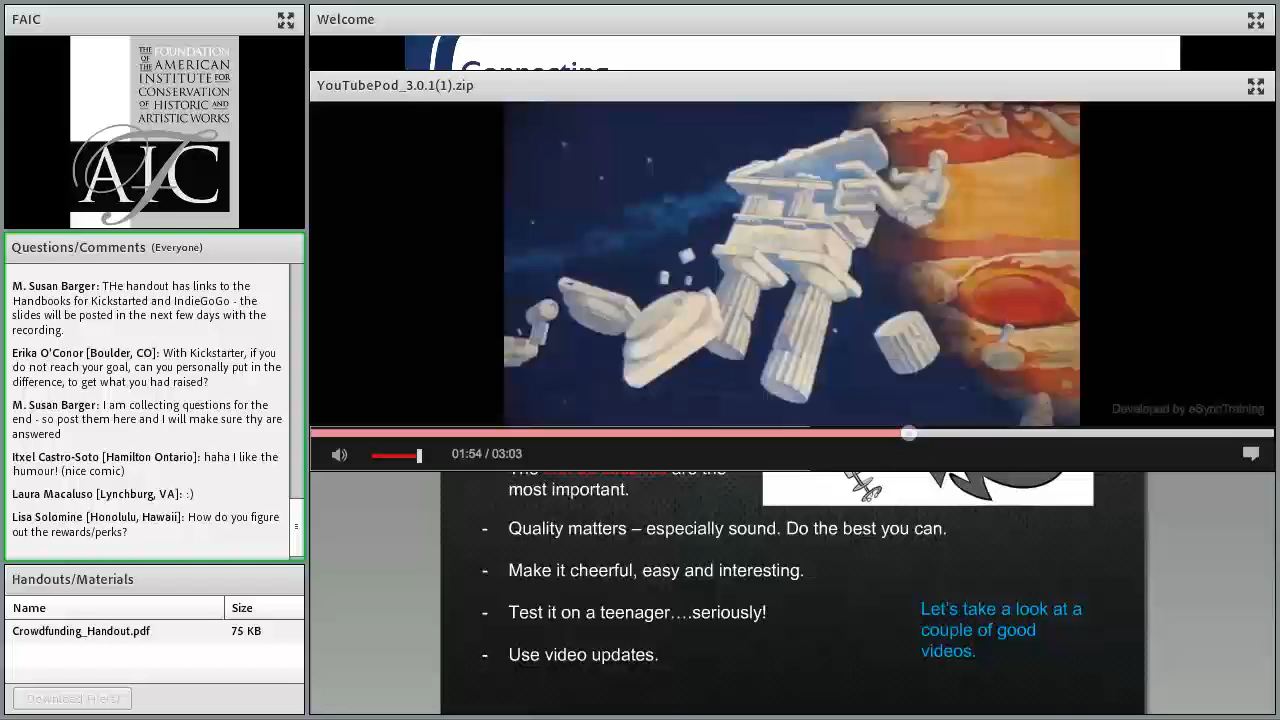 FAIC
THE FOUNDATION
OF THE AMERICAN
INSTITUTE FOR
CONSERVATION
OF HISTORIC AND
ARTISTIC WORKS
AIC
Questions/Comments (Everyone)
M. Susan Barger: THe handout has links to the
Handbooks for Kickstarted and IndieGoGo - the
slides will be posted in the next few days with the
recording.
Erika O'Conor [Boulder, CO]: With Kickstarter, if you
do not reach your goal, can you personally put in the
difference, to get what you had raised?
M. Susan Barger: I am collecting questions for the
end - so post them here and I will make sure thy are
answered
Itxel Castro-Soto [Hamilton Ontario]: haha I like the
humour! (nice comic)
Laura Macaluso [Lynchburg, VA]: :)
Lisa Solomine [Honolulu, Hawaii]: How do you figure
out the rewards/perks?
Handouts/Materials
Name Size
Crowdfunding_Handout.pdf 75 KB
Download File(s)
Welcome
Connecting
YouTubePod_3.0.1(1).zip
Developed by eSyncTraining
01:54 / 03:03
The are the
most important.
- Quality matters – especially sound. Do the best you can.
- Make it cheerful, easy and interesting.
- Test it on a teenager….seriously!
- Use video updates.
Let's take a look at a
couple of good
videos.